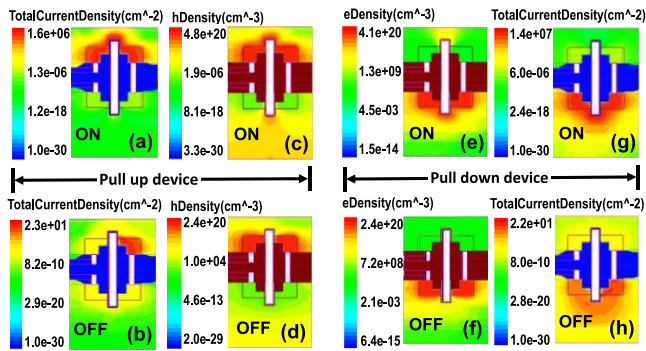 TotalCurrentDensity(cm^-2)
1.6e+06
1.3e-06
1.2e-18
1.0e-30
ON
(a)
hDensity(cm^-3)
4.8e+20
1.9e-06
8.1e-18
3.3e-30
ON
(c)
eDensity(cm^-3)
4.1e+20
1.3e+09
4.5e-03
1.5e-14
ON
(e)
TotalCurrentDensity(cm^-2)
1.4e+07
6.0e-06
2.4e-18
1.0e-30
ON
(g)
Pull up device
Pull down device
TotalCurrentDensity(cm^-2)
2.3e+01
8.2e-10
2.9e-20
1.0e-30
OFF
(b)
hDensity(cm^-3)
2.4e+20
1.0e+04
4.6e-13
2.0e-29
OFF
(d)
eDensity(cm^-3)
2.4e+20
7.2e+08
2.1e-03
6.4e-15
OFF
(f)
TotalCurrentDensity(cm^-2)
2.2e+01
7.9e-10
2.8e-20
1.0e-30
OFF
(h)